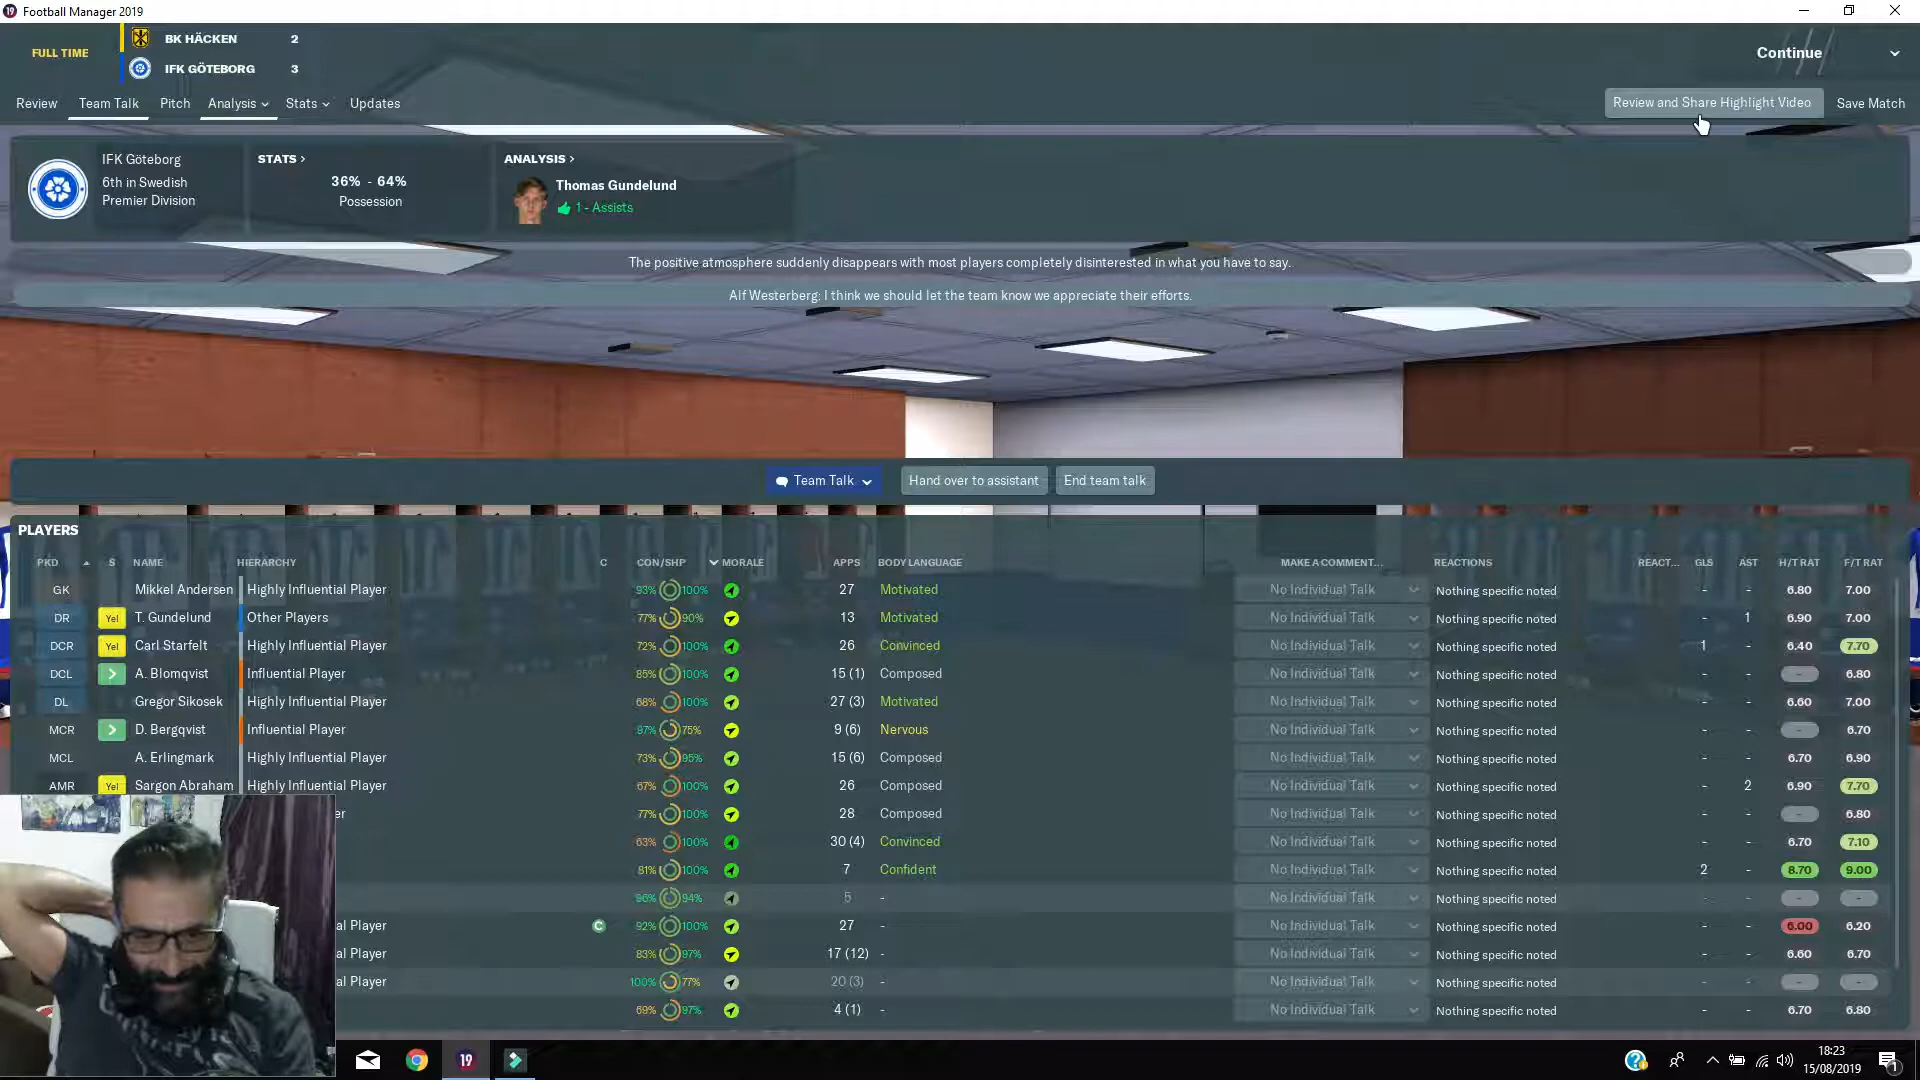 Football Manager 2019
FULL TIME
BK HÄCKEN 2
IFK GÖTEBORG 3
Continue
Review Team Talk Pitch Analysis Stats Updates
Review and Share Highlight Video Save Match
IFK Göteborg
6th in Swedish
Premier Division
STATS >
36% - 64%
Possession
ANALYSIS >
Thomas Gundelund
1 - Assists
The positive atmosphere suddenly disappears with most players completely disinterested in what you have to say.
Alf Westerberg: I think we should let the team know we appreciate their efforts.
Team Talk Hand over to assistant End team talk
PLAYERS
PKD S NAME HIERARCHY C CON/SHP MORALE APPS BODY LANGUAGE MAKE A COMMENT... REACTIONS REACT... GLS AST H/T RAT F/T RAT
GK Mikkel Andersen Highly Influential Player 93% 100% 27 Motivated No Individual Talk Nothing specific noted - - 6.80 7.00
DR Yel T. Gundelund Other Players 77% 90% 13 Motivated No Individual Talk Nothing specific noted - 1 6.90 7.00
DCR Yel Carl Starfelt Highly Influential Player 72% 100% 26 Convinced No Individual Talk Nothing specific noted 1 - 6.40 7.70
DCL A. Blomqvist Influential Player 85% 100% 15 (1) Composed No Individual Talk Nothing specific noted - - - 6.80
DL Gregor Sikosek Highly Influential Player 68% 100% 27 (3) Motivated No Individual Talk Nothing specific noted - - 6.60 7.00
MCR D. Bergqvist Influential Player 97% 75% 9 (6) Nervous No Individual Talk Nothing specific noted - - - 6.70
MCL A. Erlingmark Highly Influential Player 73% 95% 15 (6) Composed No Individual Talk Nothing specific noted - - 6.70 6.90
AMR Yel Sargon Abraham Highly Influential Player 67% 100% 26 Composed No Individual Talk Nothing specific noted - 2 6.90 7.70
er 77% 100% 28 Composed No Individual Talk Nothing specific noted - - - 6.80
63% 100% 30 (4) Convinced No Individual Talk Nothing specific noted - - 6.70 7.10
81% 100% 7 Confident No Individual Talk Nothing specific noted 2 - 8.70 9.00
96% 94% 5 - No Individual Talk Nothing specific noted - - - -
al Player C 92% 100% 27 - No Individual Talk Nothing specific noted - - 6.00 6.20
83% 97% 17 (12) - No Individual Talk Nothing specific noted - - 6.60 6.70
al Player 100% 77% 20 (3) - No Individual Talk Nothing specific noted - - - -
69% 97% 4 (1) - No Individual Talk Nothing specific noted - - 6.70 6.80
19
18:23
15/08/2019
1